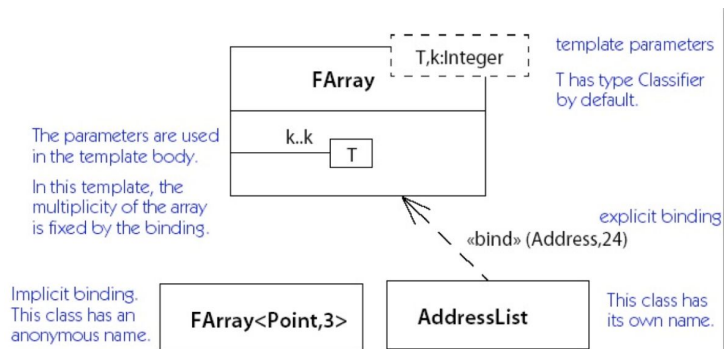 T,k:Integer
template parameters
FArray
T has type Classifier
by default.
The parameters are used
in the template body.
k..k
T
In this template, the
multiplicity of the array
is fixed by the binding.
explicit binding
«bind» (Address,24)
Implicit binding.
This class has an
anonymous name.
FArray<Point,3>
AddressList
This class has
its own name.